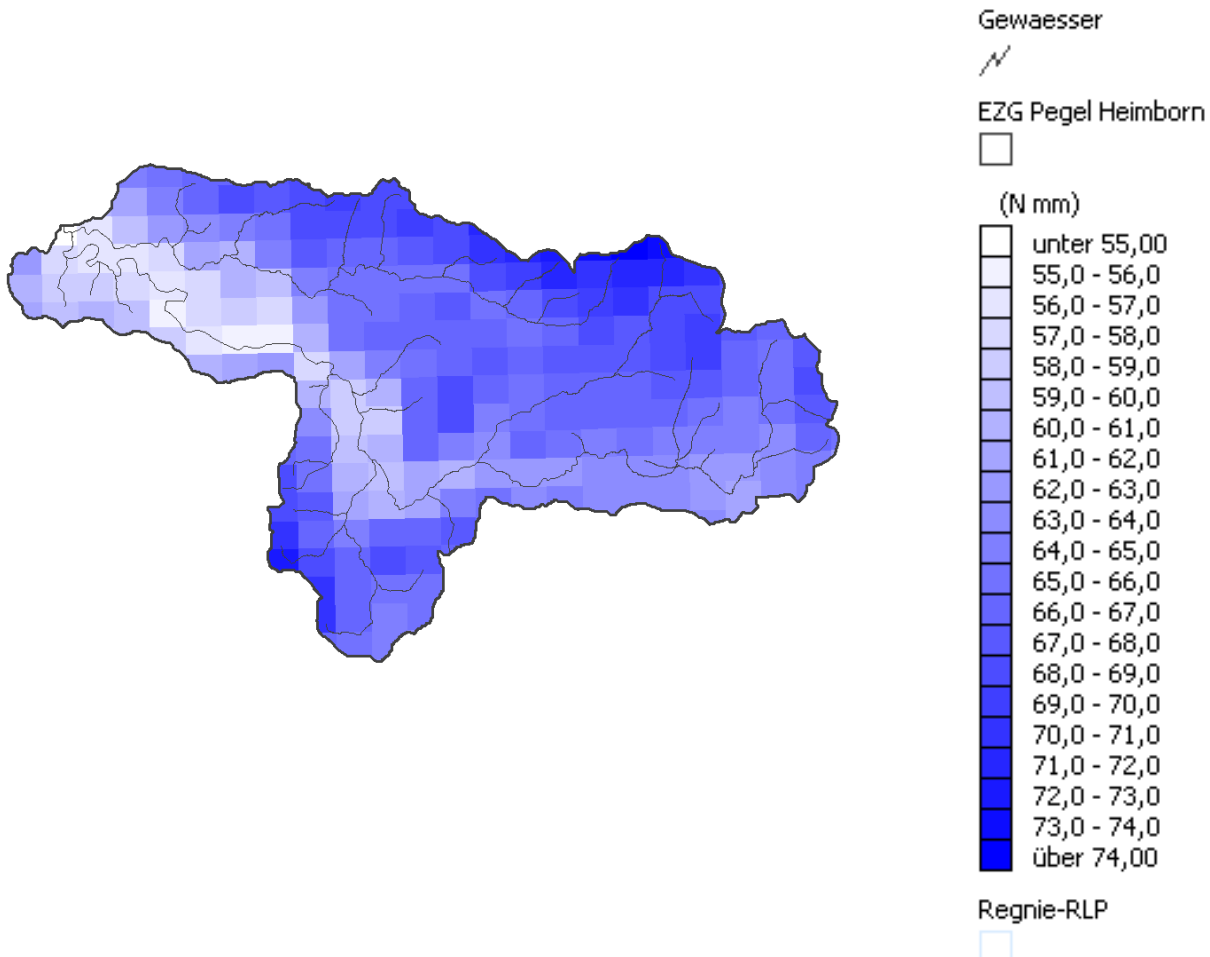 Gewaesser
EZG Pegel Heimborn
(N mm)
unter 55,00
55,0 - 56,0
56,0 - 57,0
57,0 - 58,0
58,0 - 59,0
59,0 - 60,0
60,0 - 61,0
61,0 - 62,0
62,0 - 63,0
63,0 - 64,0
64,0 - 65,0
65,0 - 66,0
66,0 - 67,0
67,0 - 68,0
68,0 - 69,0
69,0 - 70,0
70,0 - 71,0
71,0 - 72,0
72,0 - 73,0
73,0 - 74,0
über 74,00
Regnie-RLP